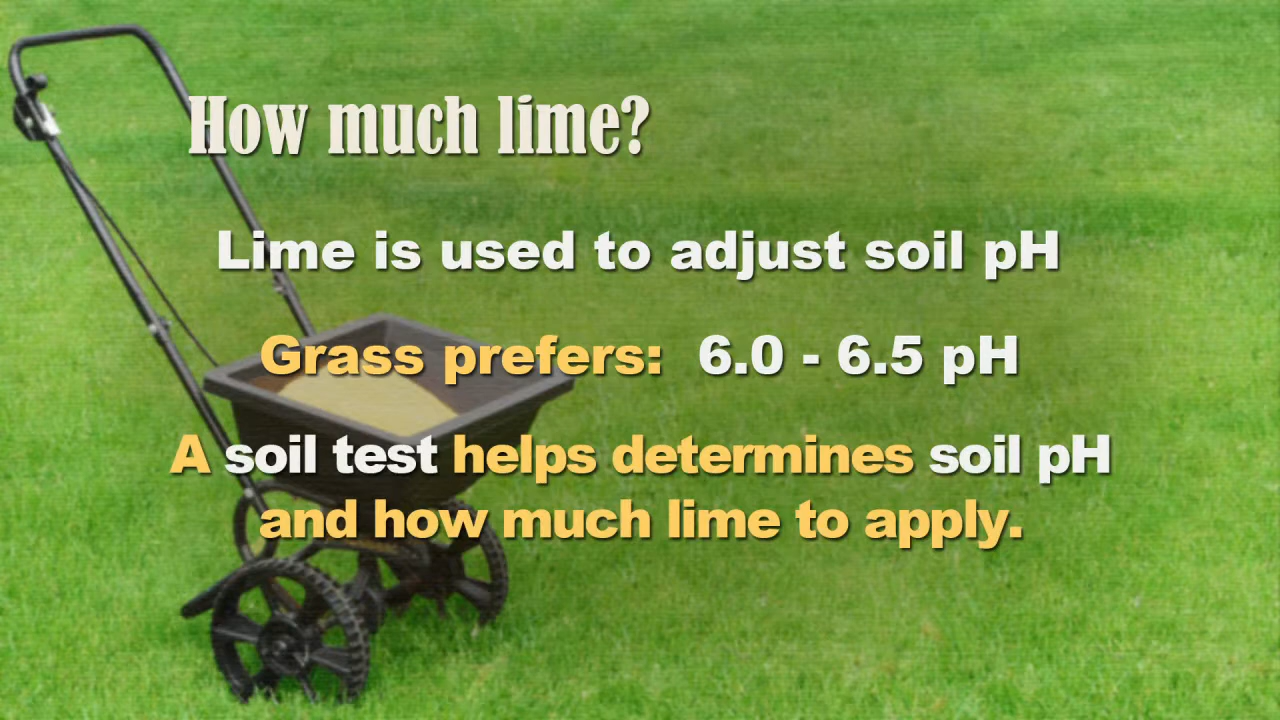 How much lime?
Lime is used to adjust soil pH
Grass prefers: 6.0 - 6.5 pH
A soil test helps determines soil pH
and how much lime to apply.